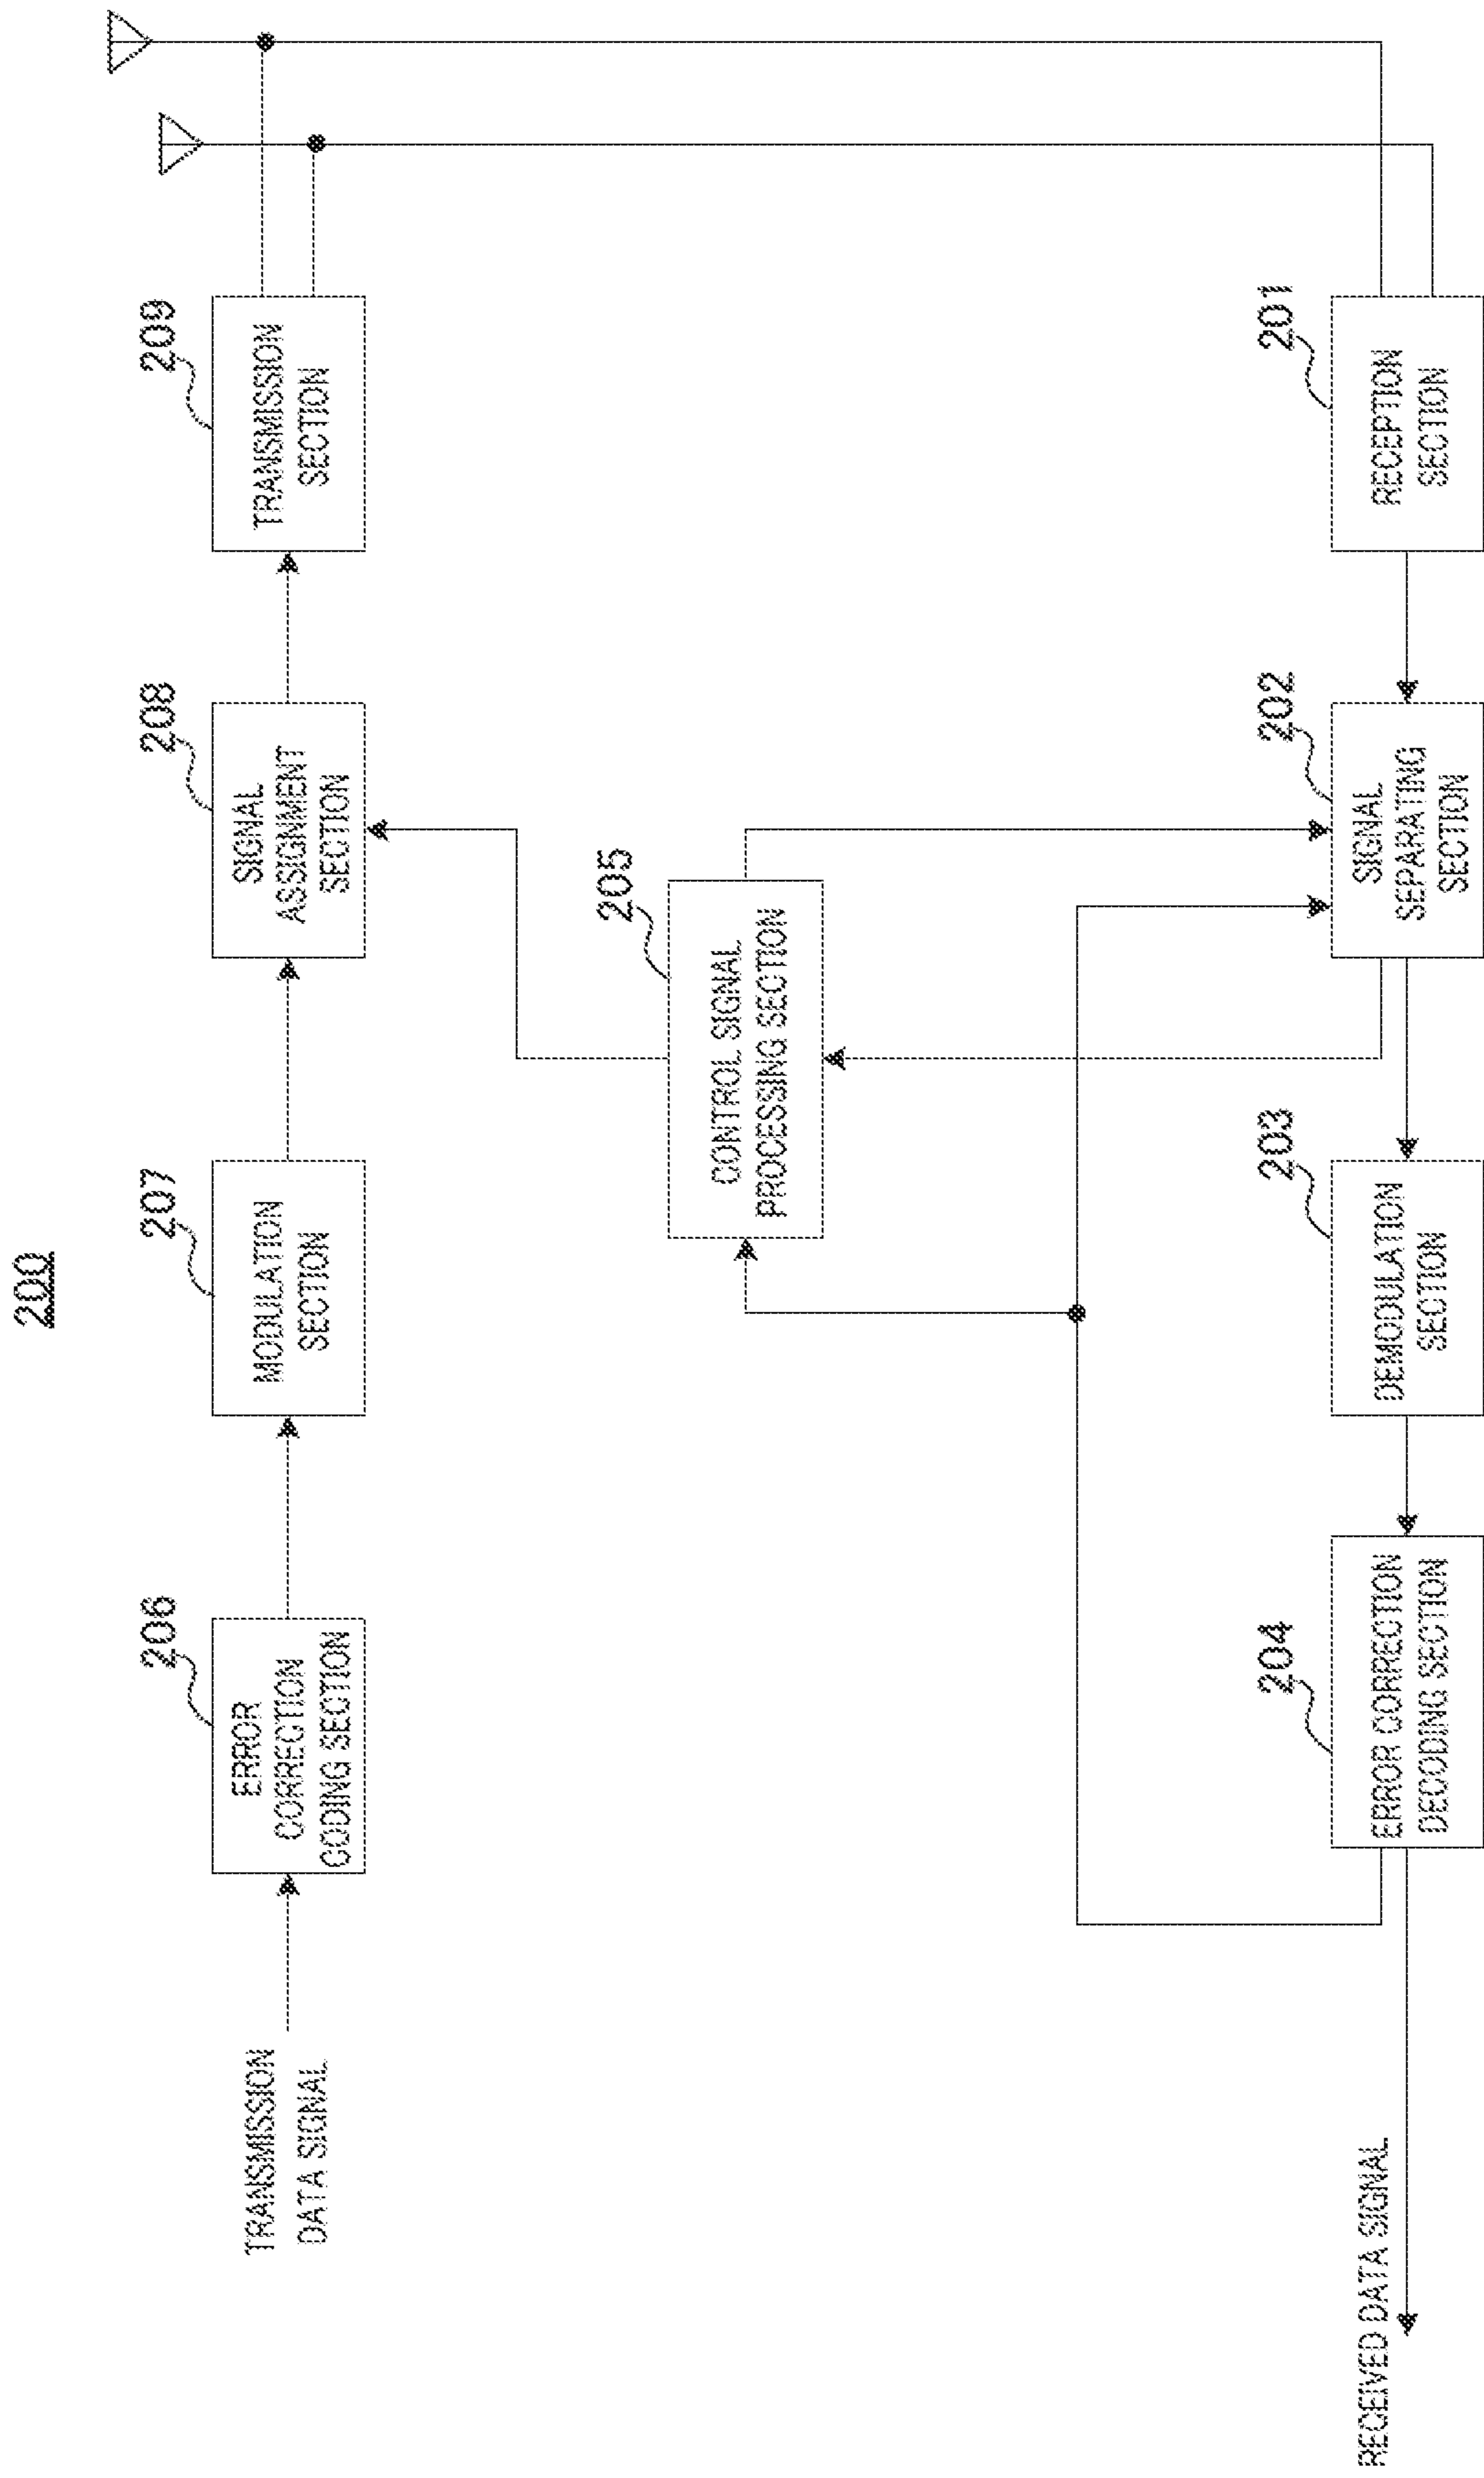 200
TRANSMISSION
DATA SIGNAL
206
ERROR
CORRECTION
CODING SECTION
207
MODULATION
SECTION
208
SIGNAL
ASSIGNMENT
SECTION
209
TRANSMISSION
SECTION
205
CONTROL SIGNAL
PROCESSING SECTION
RECEIVED DATA SIGNAL
204
ERROR CORRECTION
DECODING SECTION
203
DEMODULATION
SECTION
202
SIGNAL
SEPARATING
SECTION
201
RECEPTION
SECTION